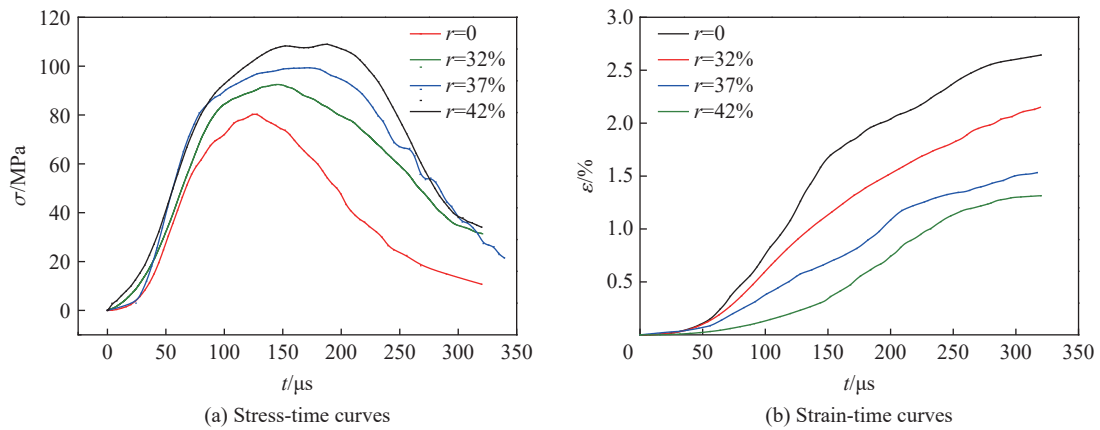 120
100
80
60
40
20
0
σ/MPa
r=0
r=32%
r=37%
r=42%
0 50 100 150 200 250 300 350
t/μs
(a) Stress-time curves
3.0
2.5
2.0
1.5
1.0
0.5
ε/%
r=0
r=32%
r=37%
r=42%
0 50 100 150 200 250 300 350
t/μs
(b) Strain-time curves